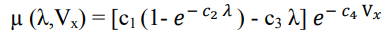 μ (λ,Vₓ) = [c₁ (1- 𝑒^{− 𝑐₂ 𝜆}) - c₃ λ] 𝑒^{− 𝑐₄ V𝑥}